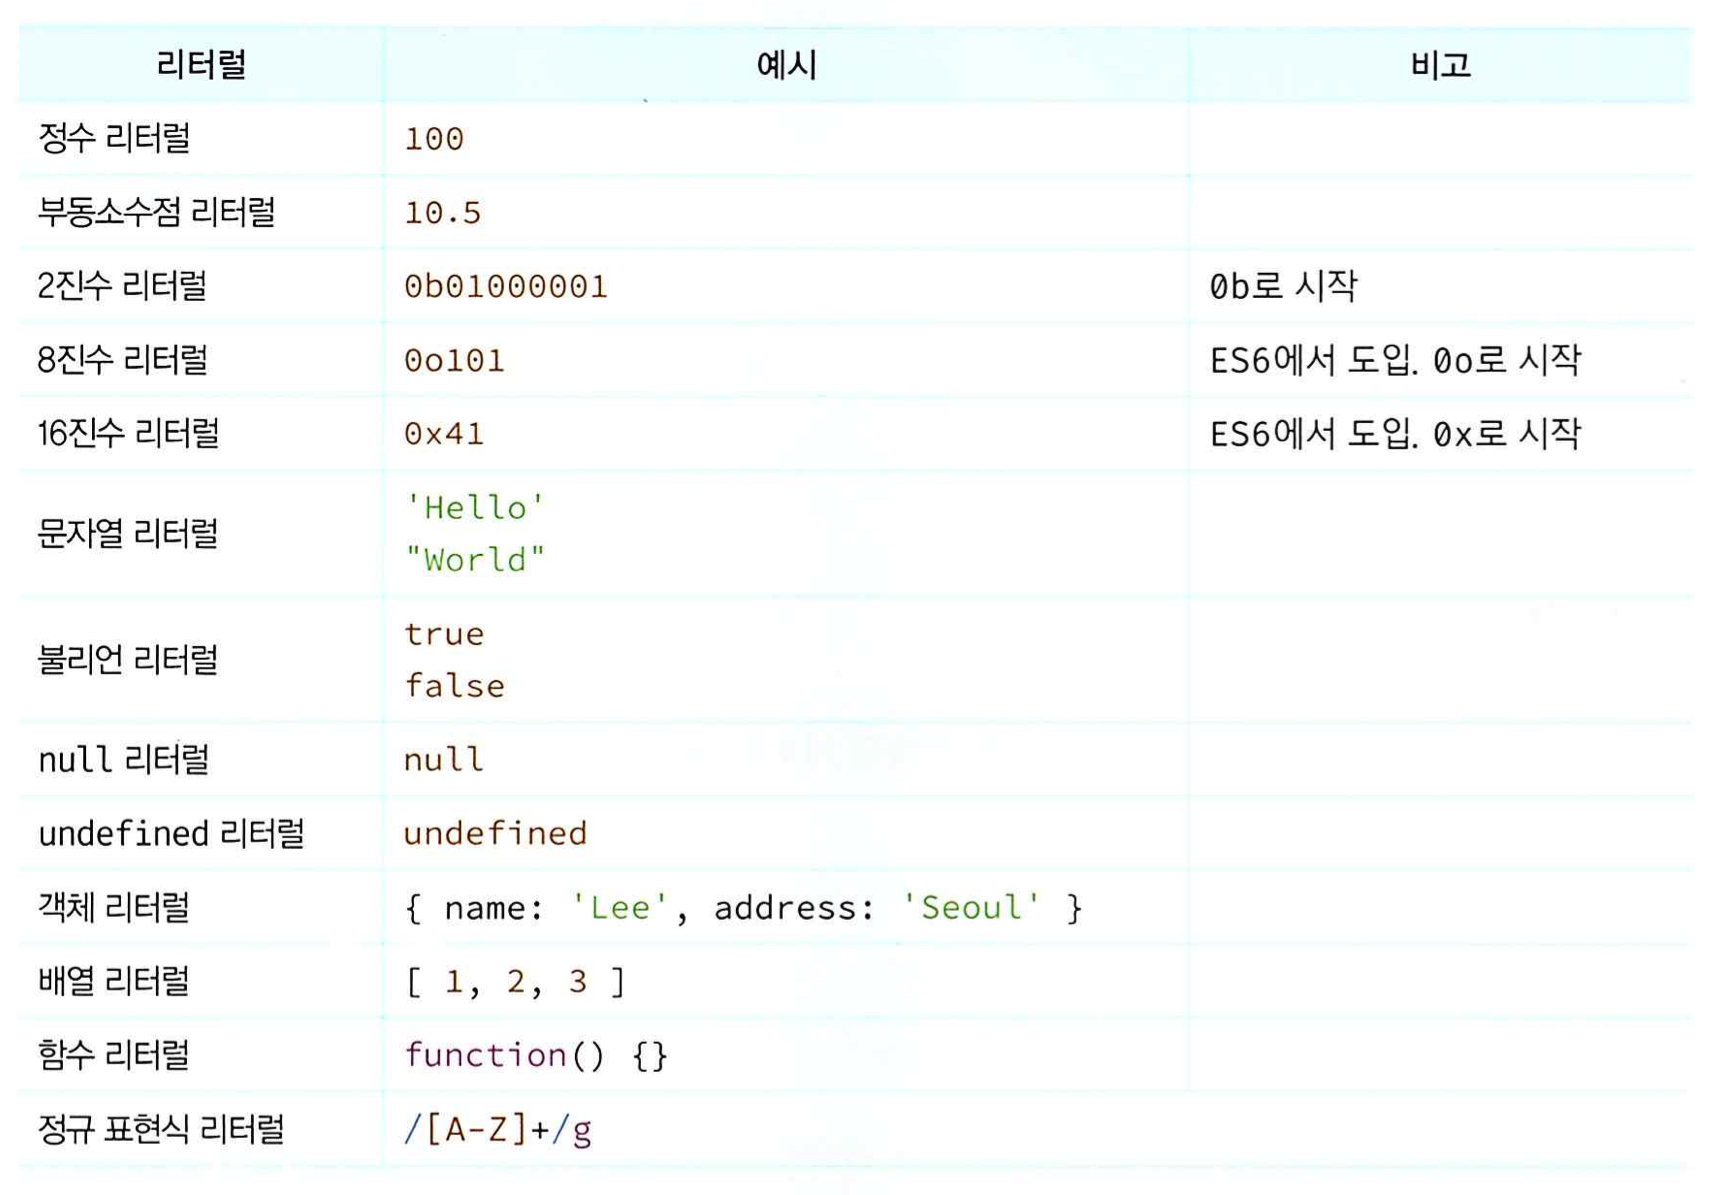 리터럴 예시 비고
정수 리터럴 100
부동소수점 리터럴 10.5
2진수 리터럴 0b01000001 0b로 시작
8진수 리터럴 0o101 ES6에서 도입. 0o로 시작
16진수 리터럴 0x41 ES6에서 도입. 0x로 시작
문자열 리터럴 'Hello'
"World"
불리언 리터럴 true
false
null 리터럴 null
undefined 리터럴 undefined
객체 리터럴 { name: 'Lee', address: 'Seoul' }
배열 리터럴 [ 1, 2, 3 ]
함수 리터럴 function() {}
정규 표현식 리터럴 /[A-Z]+/g